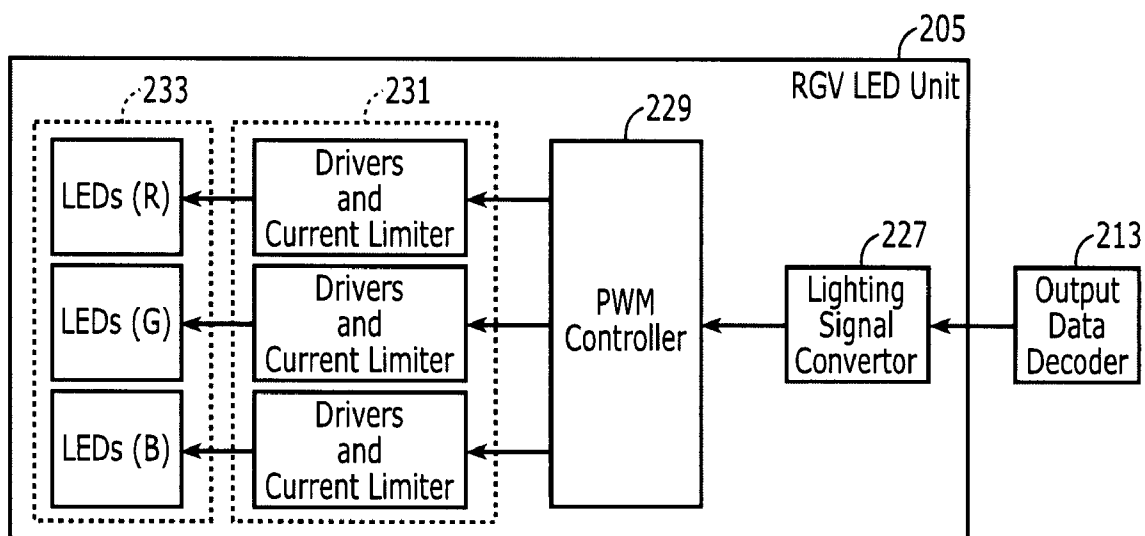 205
RGV LED Unit
233
231
229
227
213
LEDs (R)
Drivers
and
Current Limiter
LEDs (G)
Drivers
and
Current Limiter
LEDs (B)
Drivers
and
Current Limiter
PWM
Controller
Lighting
Signal
Convertor
Output
Data
Decoder